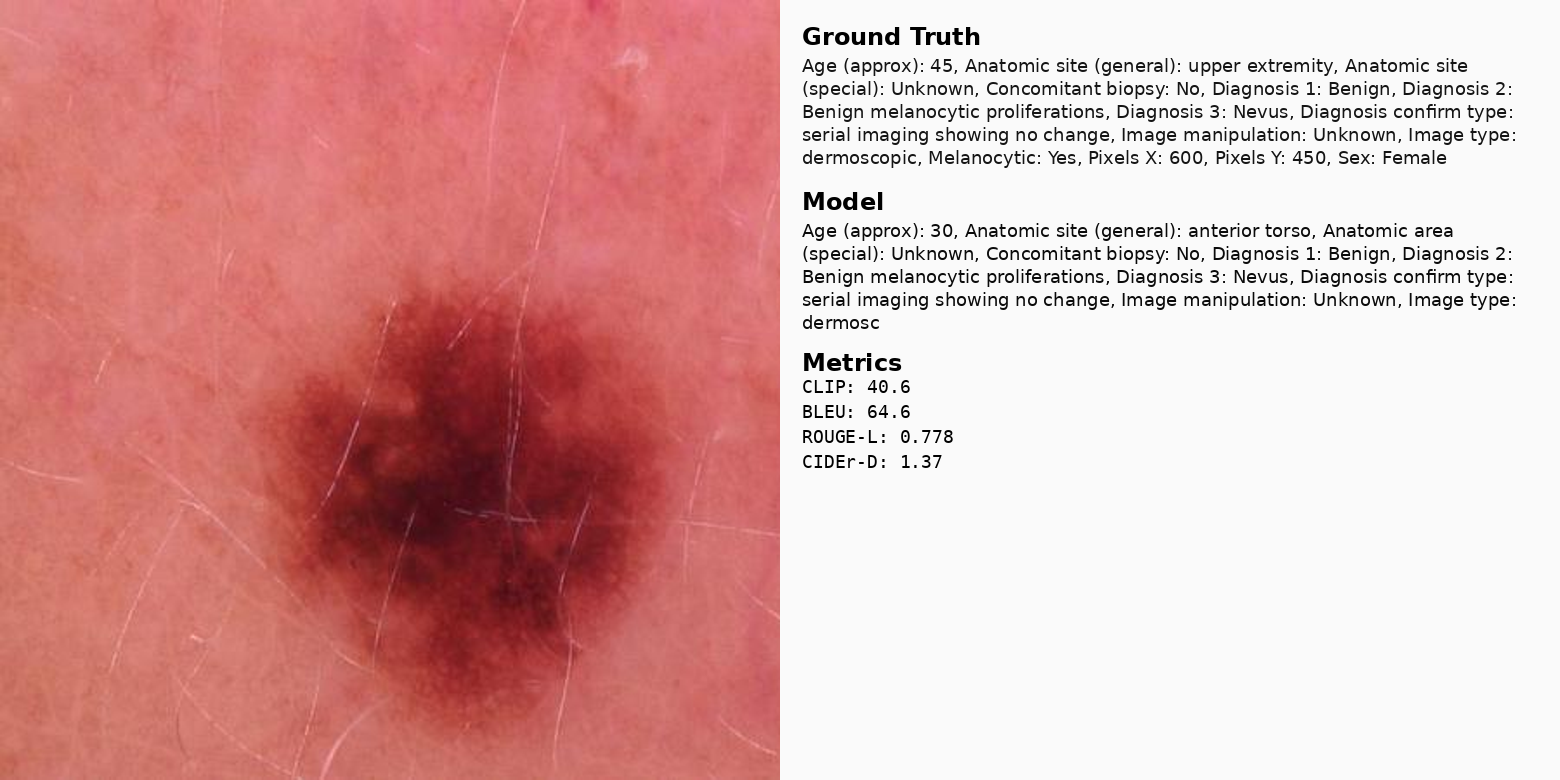 Ground Truth
Age (approx): 45, Anatomic site (general): upper extremity, Anatomic site
(special): Unknown, Concomitant biopsy: No, Diagnosis 1: Benign, Diagnosis 2:
Benign melanocytic proliferations, Diagnosis 3: Nevus, Diagnosis confirm type:
serial imaging showing no change, Image manipulation: Unknown, Image type:
dermoscopic, Melanocytic: Yes, Pixels X: 600, Pixels Y: 450, Sex: Female
Model
Age (approx): 30, Anatomic site (general): anterior torso, Anatomic area
(special): Unknown, Concomitant biopsy: No, Diagnosis 1: Benign, Diagnosis 2:
Benign melanocytic proliferations, Diagnosis 3: Nevus, Diagnosis confirm type:
serial imaging showing no change, Image manipulation: Unknown, Image type:
dermosc
Metrics
CLIP: 40.6
BLEU: 64.6
ROUGE-L: 0.778
CIDEr-D: 1.37